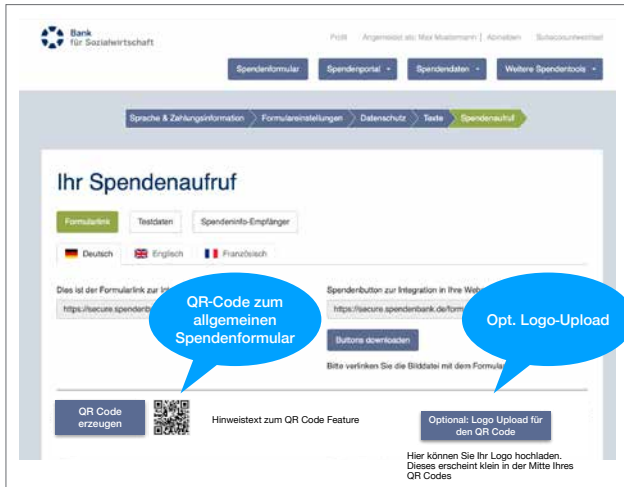 Bank
für Sozialwirtschaft
Profil Angemeldet als: Max Mustermann | Abmelden
Spendenformular Spendenportal Spendendaten Weitere Spendentools
Sprache & Zahlungsinformation Formulareinstellungen Datenschutz Texte Spendenaufruf
Ihr Spendenaufruf
Formularlink Testdaten Spendeninfo-Empfänger
Deutsch Englisch Französisch
Dies ist der Formularlink zur
Spendenbutton zur Integration in Ihre
https://secure.spendenb
https://secure.spendenbank.de/form
QR-Code zum
allgemeinen
Spendenformular
Opt. Logo-Upload
Buttons downloaden
Bitte verlinken Sie die Bilddatei mit dem
QR Code
erzeugen
Hinweistext zum QR Code Feature
Optional: Logo Upload für
den QR Code
Hier können Sie Ihr Logo hochladen.
Dieses erscheint klein in der Mitte Ihres
QR Codes